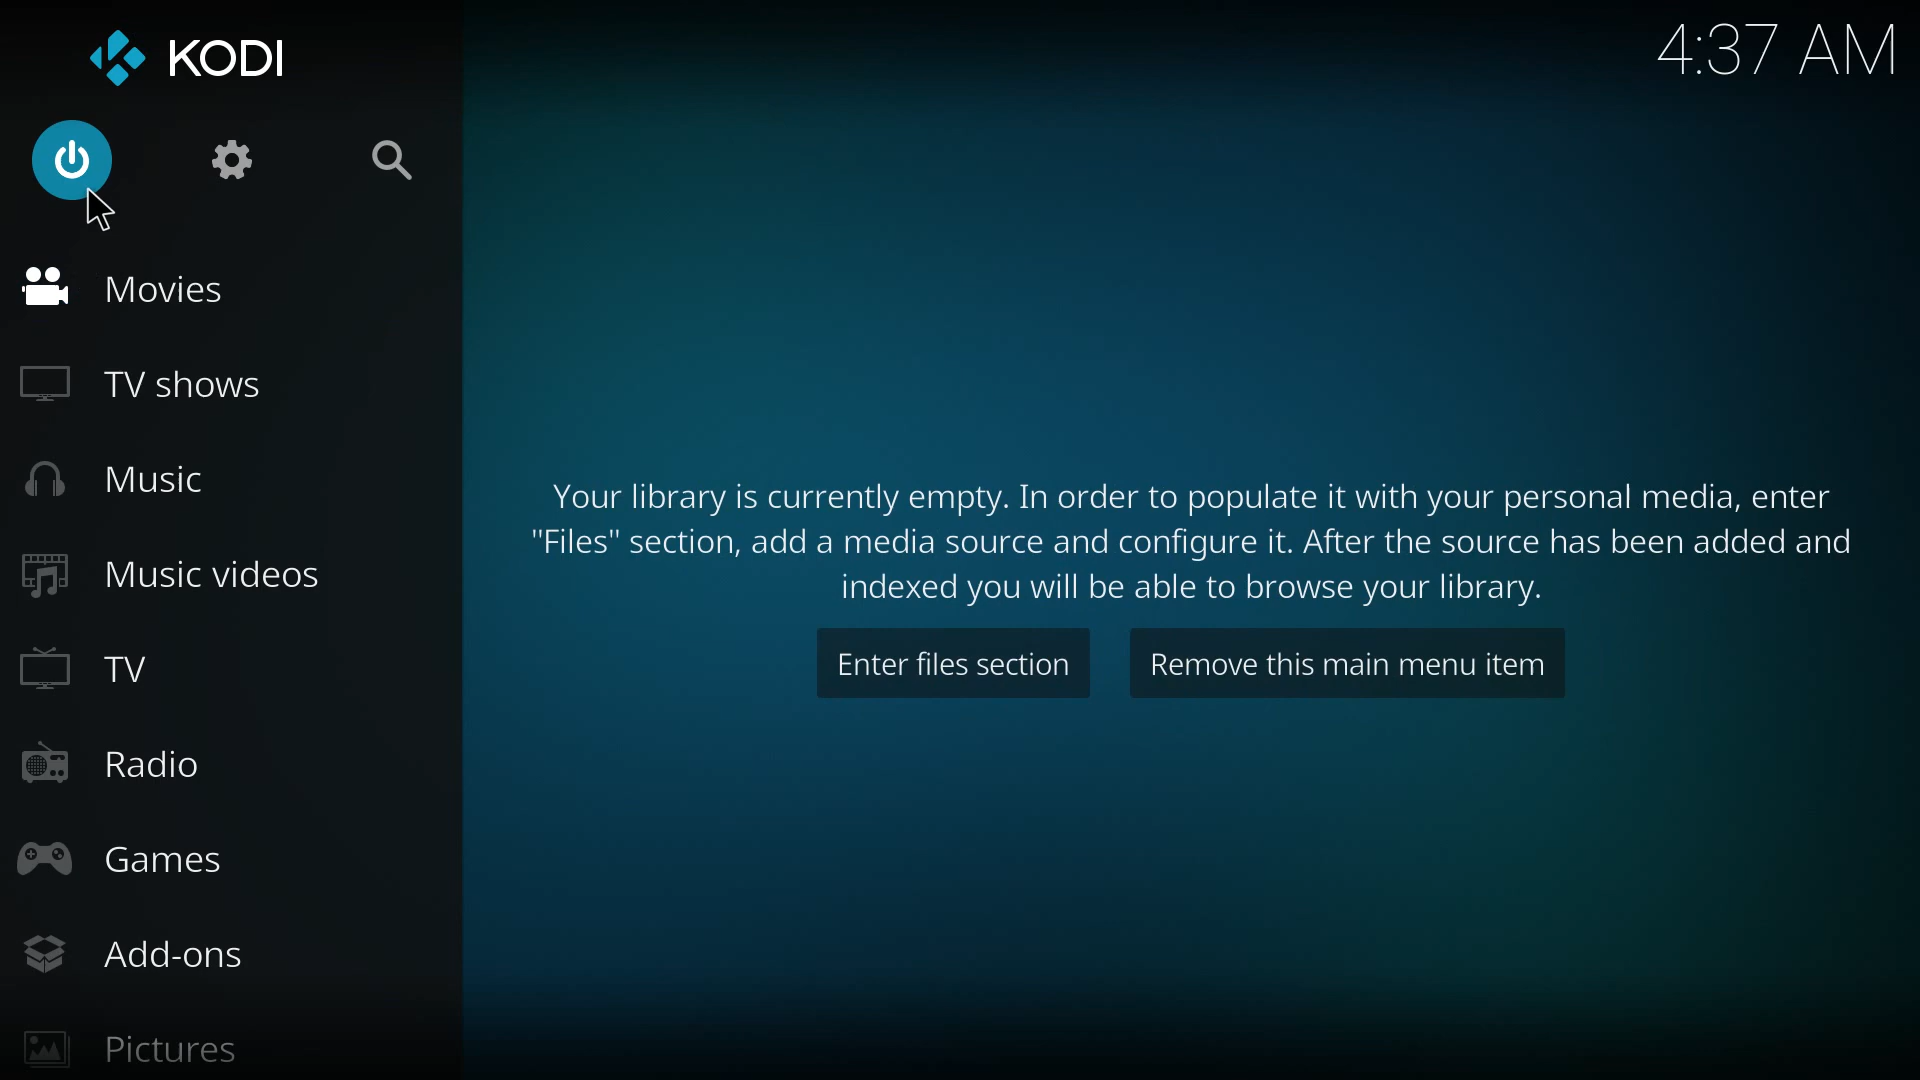 KODI
4:37 AM
Movies
TV shows
Music
Music videos
TV
Radio
Games
Add-ons
Pictures
Your library is currently empty. In order to populate it with your personal media, enter
"Files" section, add a media source and configure it. After the source has been added and
indexed you will be able to browse your library.
Enter files section
Remove this main menu item